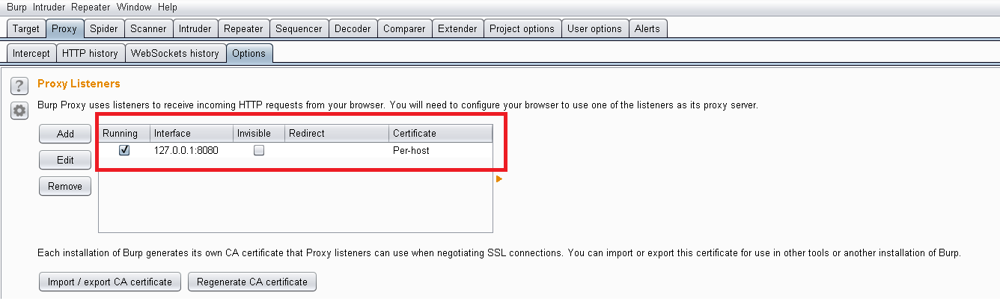 Burp Intruder Repeater Window Help
Target Proxy Spider Scanner Intruder Repeater Sequencer Decoder Comparer Extender Project options User options Alerts
Intercept HTTP history WebSockets history Options
? Proxy Listeners
Burp Proxy uses listeners to receive incoming HTTP requests from your browser. You will need to configure your browser to use one of the listeners as its proxy server.
Add Running Interface Invisible Redirect Certificate
127.0.0.1:8080 Per-host
Edit
Remove
Each installation of Burp generates its own CA certificate that Proxy listeners can use when negotiating SSL connections. You can import or export this certificate for use in other tools or another installation of Burp.
Import / export CA certificate Regenerate CA certificate